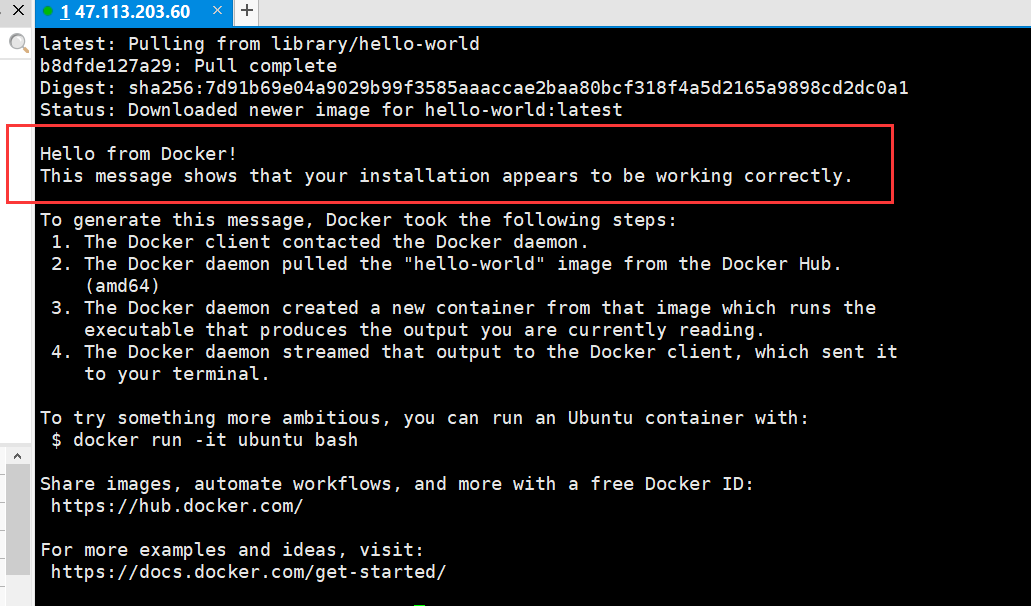 1 47.113.203.60
latest: Pulling from library/hello-world
b8dfde127a29: Pull complete
Digest: sha256:7d91b69e04a9029b99f3585aaaccae2baa80bcf318f4a5d2165a9898cd2dc0a1
Status: Downloaded newer image for hello-world:latest
Hello from Docker!
This message shows that your installation appears to be working correctly.
To generate this message, Docker took the following steps:
1. The Docker client contacted the Docker daemon.
2. The Docker daemon pulled the "hello-world" image from the Docker Hub.
(amd64)
3. The Docker daemon created a new container from that image which runs the
executable that produces the output you are currently reading.
4. The Docker daemon streamed that output to the Docker client, which sent it
to your terminal.
To try something more ambitious, you can run an Ubuntu container with:
$ docker run -it ubuntu bash
Share images, automate workflows, and more with a free Docker ID:
https://hub.docker.com/
For more examples and ideas, visit:
https://docs.docker.com/get-started/